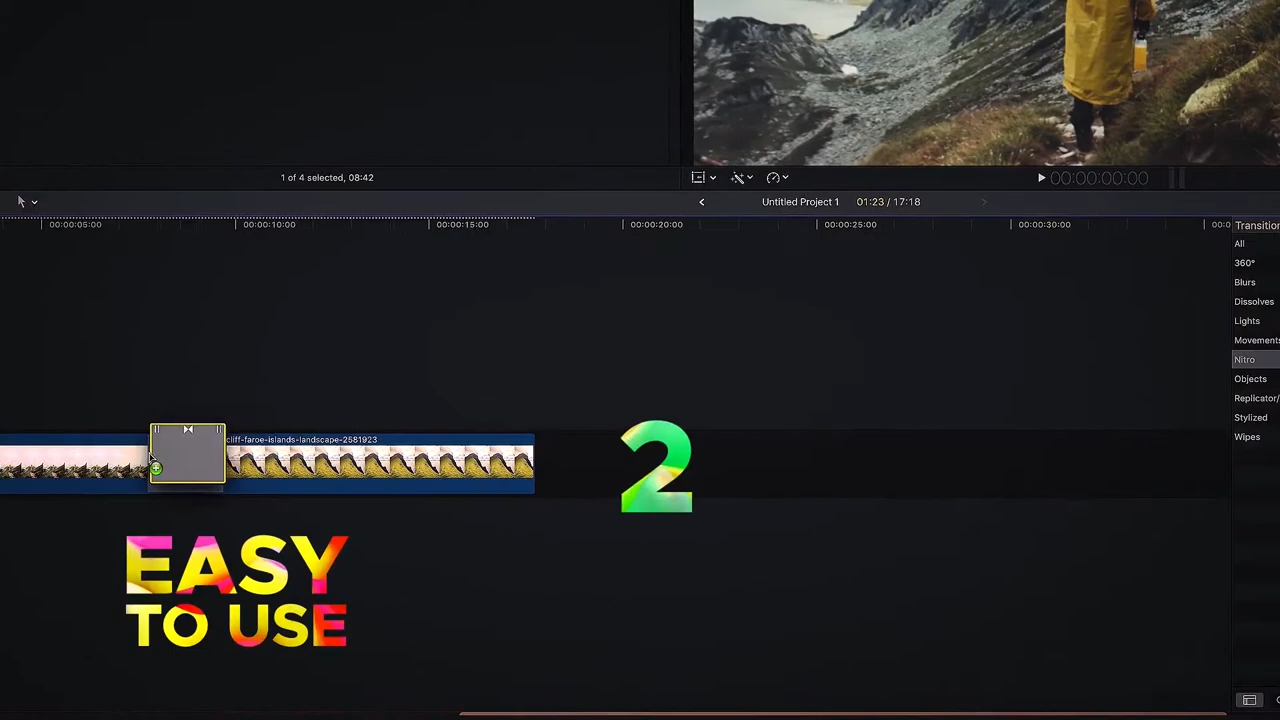 1 of 4 selected, 08:42
00:00:00:00
Untitled Project 1
01:23 / 17:18
00:00:05:00
00:00:10:00
00:00:15:00
00:00:20:00
00:00:25:00
00:00:30:00
00:0
Transition
All
360°
Blurs
Dissolves
Lights
Movements
Nitro
Objects
Replicator/
Stylized
Wipes
cliff-faroe-islands-landscape-2581923
2
EASY
TO USE